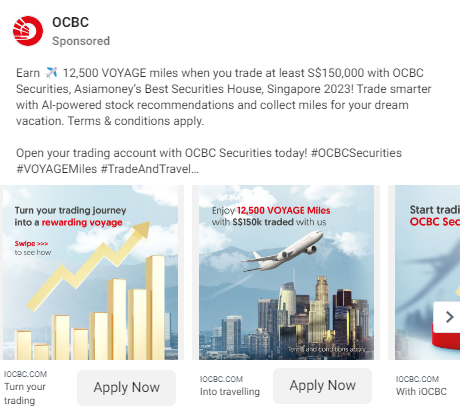 OCBC
Sponsored
Earn ✈️ 12,500 VOYAGE miles when you trade at least S$150,000 with OCBC
Securities, Asiamoney's Best Securities House, Singapore 2023! Trade smarter
with AI-powered stock recommendations and collect miles for your dream
vacation. Terms & conditions apply.
Open your trading account with OCBC Securities today! #OCBCSecurities
#VOYAGEMiles #TradeAndTravel...
Turn your trading journey
into a rewarding voyage
Swipe >>>
to see how
Enjoy 12,500 VOYAGE Miles
with S$150k traded with us
Terms and conditions apply.
Start tradi
OCBC Sec
IOCBC.COM
Turn your
trading
Apply Now
IOCBC.COM
Into travelling
Apply Now
IOCBC.COM
With iOCBC